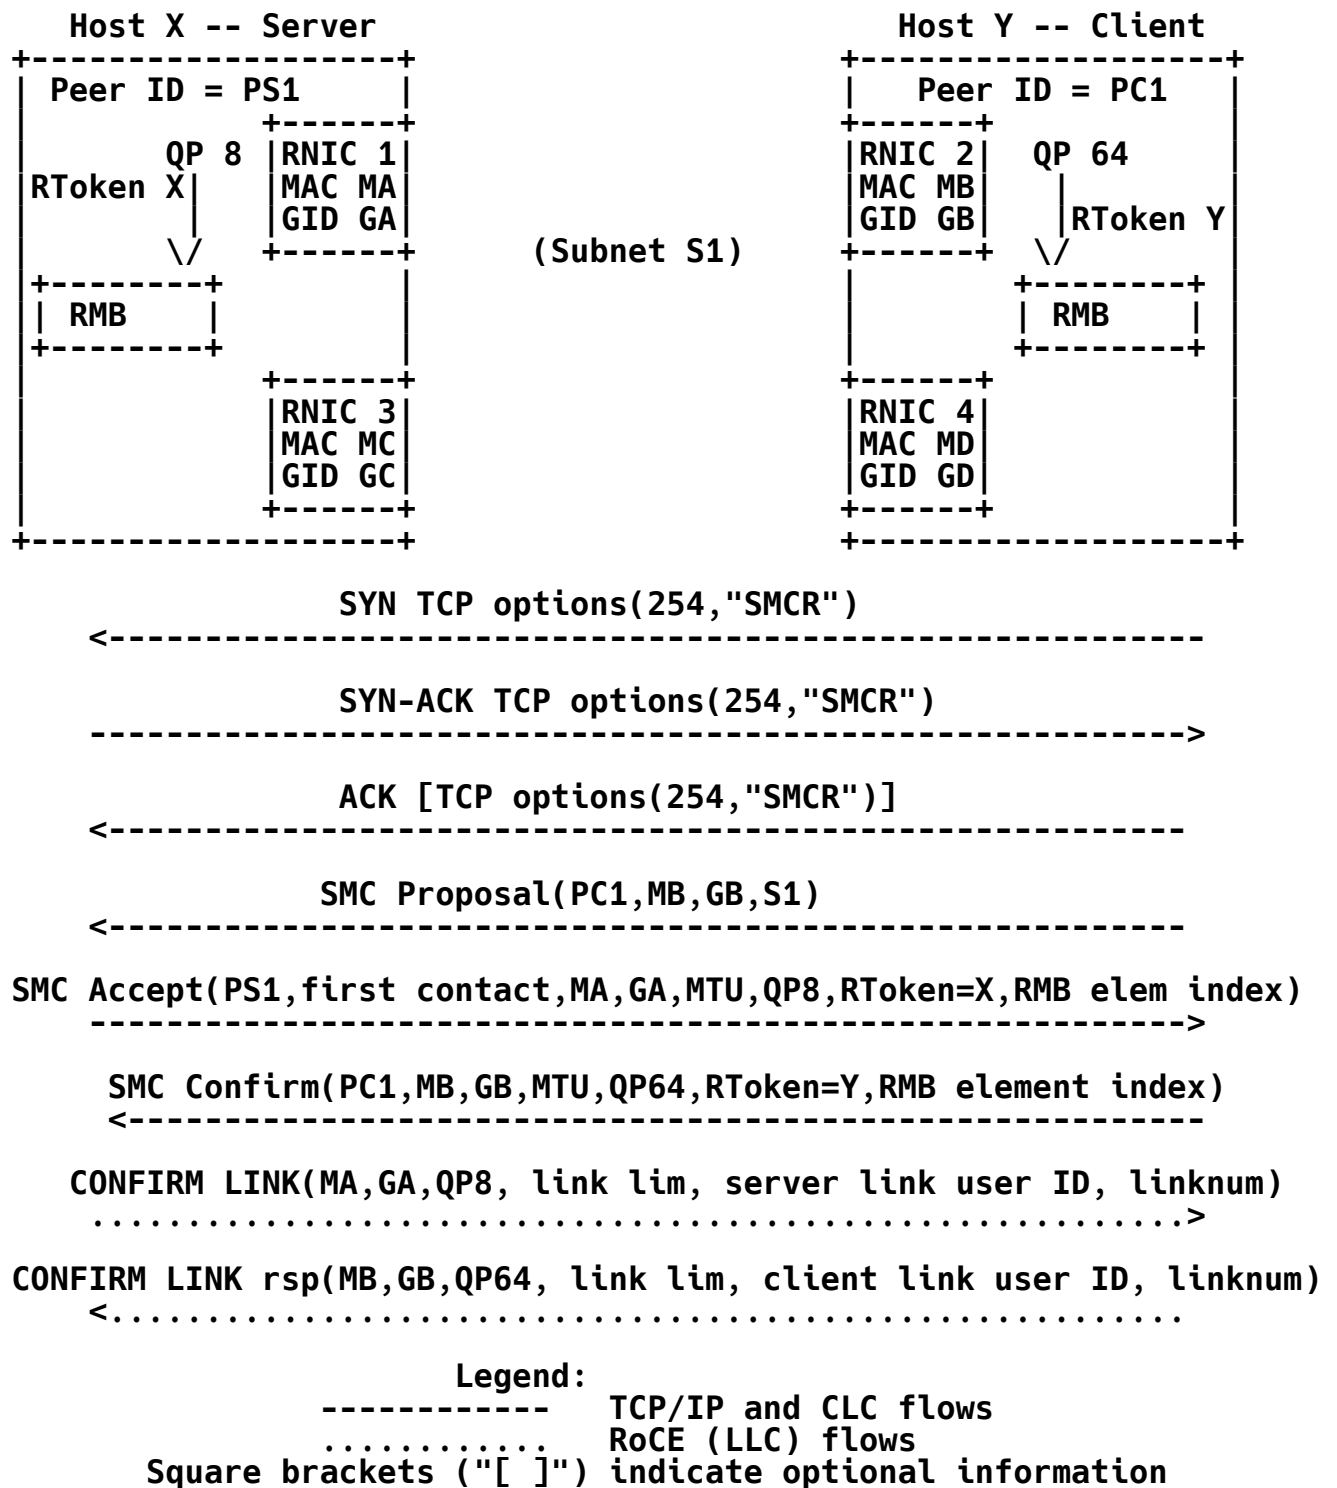 Host X -- Server                           Host Y -- Client
+-------------------+                      +-------------------+
| Peer ID = PS1     |                      |   Peer ID = PC1   |
|            +------+                      +------+            |
|       QP 8 |RNIC 1|                      |RNIC 2|  QP 64     |
|RToken X|   |MAC MA|                      |MAC MB|   |        |
|        |   |GID GA|                      |GID GB|   |RToken Y|
|       \/   +------+      (Subnet S1)     +------+  \/        |
|+--------+         |                      |        +--------+ |
|| RMB    |         |                      |        | RMB    | |
|+--------+         |                      |        +--------+ |
|            +------+                      +------+            |
|            |RNIC 3|                      |RNIC 4|            |
|            |MAC MC|                      |MAC MD|            |
|            |GID GC|                      |GID GD|            |
|            +------+                      +------+            |
+-------------------+                      +-------------------+
SYN TCP options(254,"SMCR")
<---------------------------------------------------------
SYN-ACK TCP options(254,"SMCR")
--------------------------------------------------------->
ACK [TCP options(254,"SMCR")]
<--------------------------------------------------------
SMC Proposal(PC1,MB,GB,S1)
<--------------------------------------------------------
SMC Accept(PS1,first contact,MA,GA,MTU,QP8,RToken=X,RMB elem index)
--------------------------------------------------------->
SMC Confirm(PC1,MB,GB,MTU,QP64,RToken=Y,RMB element index)
<--------------------------------------------------------
CONFIRM LINK(MA,GA,QP8, link lim, server link user ID, linknum)
.........................................................>
CONFIRM LINK rsp(MB,GB,QP64, link lim, client link user ID, linknum)
<........................................................
Legend:
------------   TCP/IP and CLC flows
............   RoCE (LLC) flows
Square brackets ("[ ]") indicate optional information